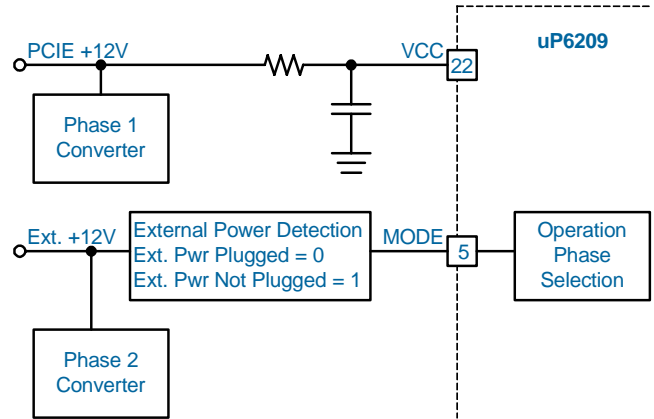 PCIE +12V
VCC
22
uP6209
Phase 1
Converter
Ext. +12V
External Power Detection
Ext. Pwr Plugged = 0
Ext. Pwr Not Plugged = 1
MODE
5
Operation
Phase
Selection
Phase 2
Converter